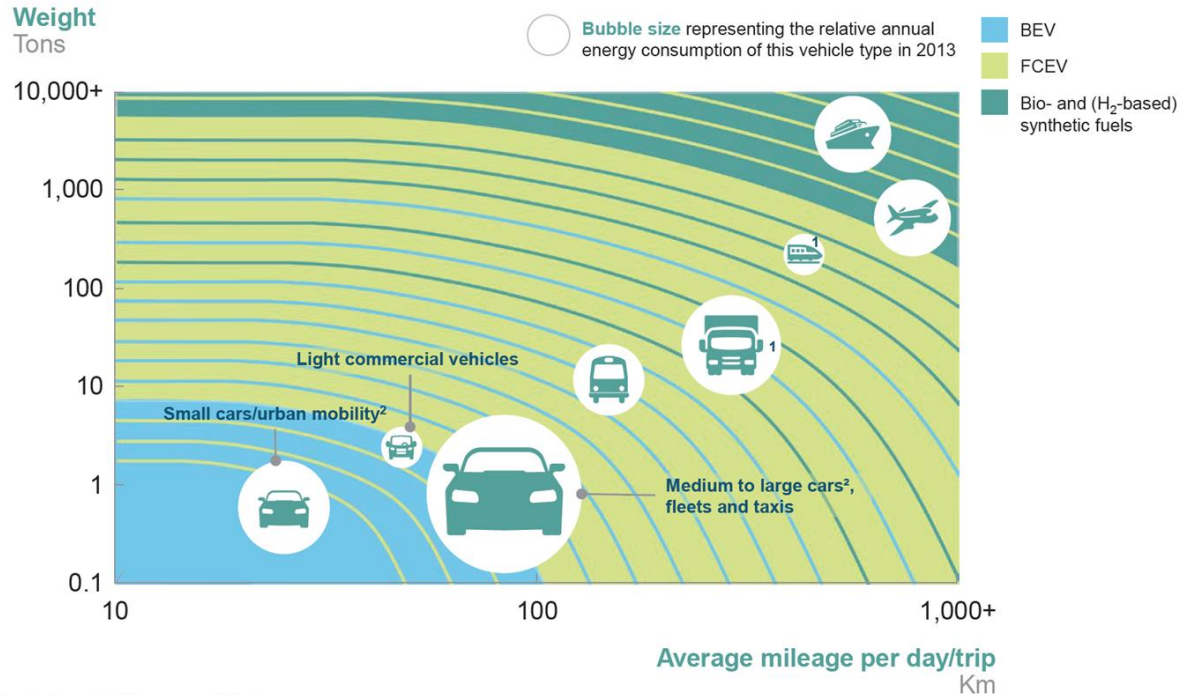 Weight
Tons
Bubble size representing the relative annual
energy consumption of this vehicle type in 2013
BEV
FCEV
Bio- and (H₂-based)
synthetic fuels
10,000+
1,000
100
10
1
0.1
1
1
Light commercial vehicles
Small cars/urban mobility²
Medium to large cars²,
fleets and taxis
10
100
1,000+
Average mileage per day/trip
Km